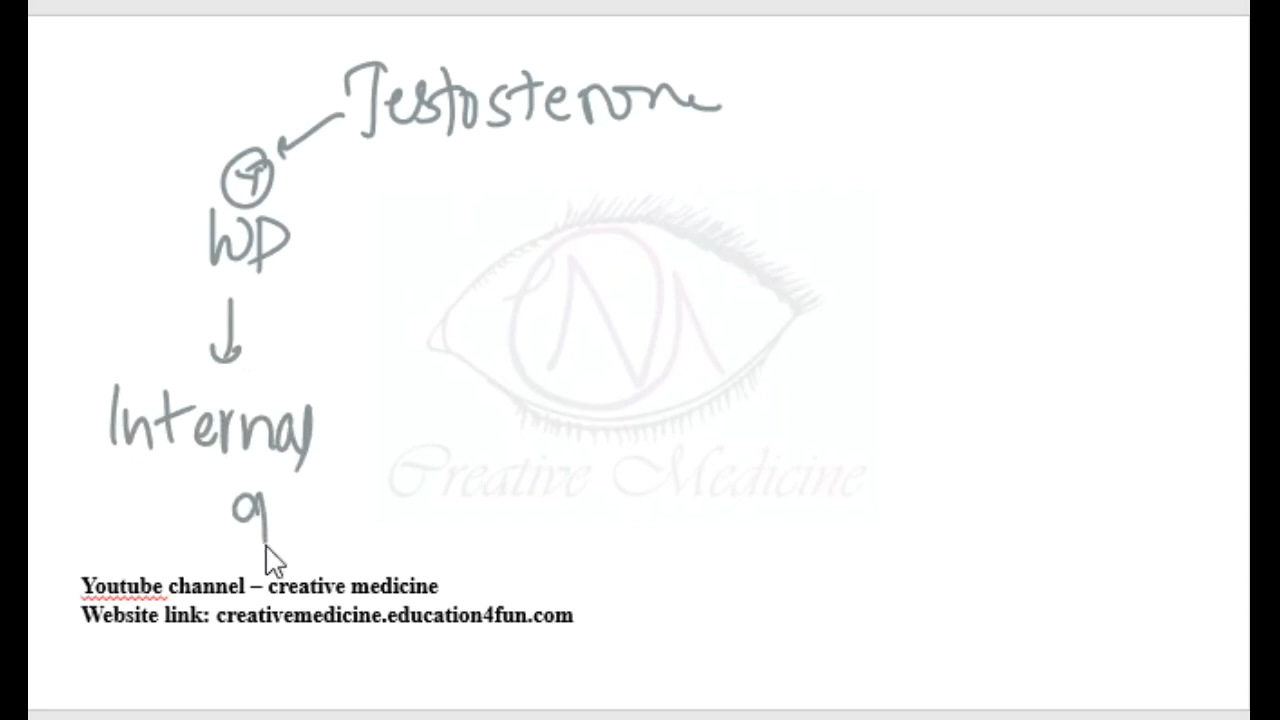 Testosterone
+
WD
↓
Internal
Creative Medicine
Youtube channel – creative medicine
Website link: creativemedicine.education4fun.com